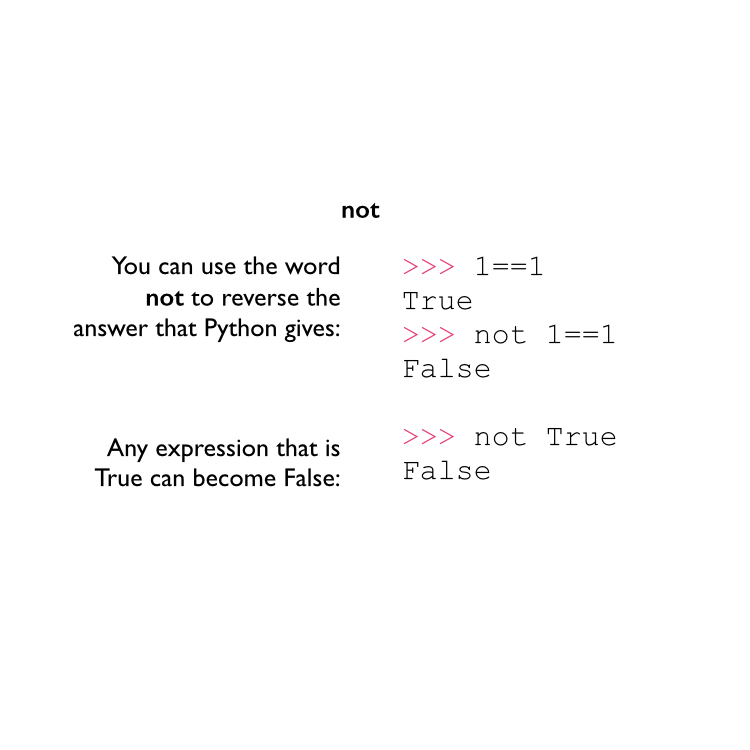 not
You can use the word
not to reverse the
answer that Python gives:
>>> 1==1
True
>>> not 1==1
False
Any expression that is
True can become False:
>>> not True
False